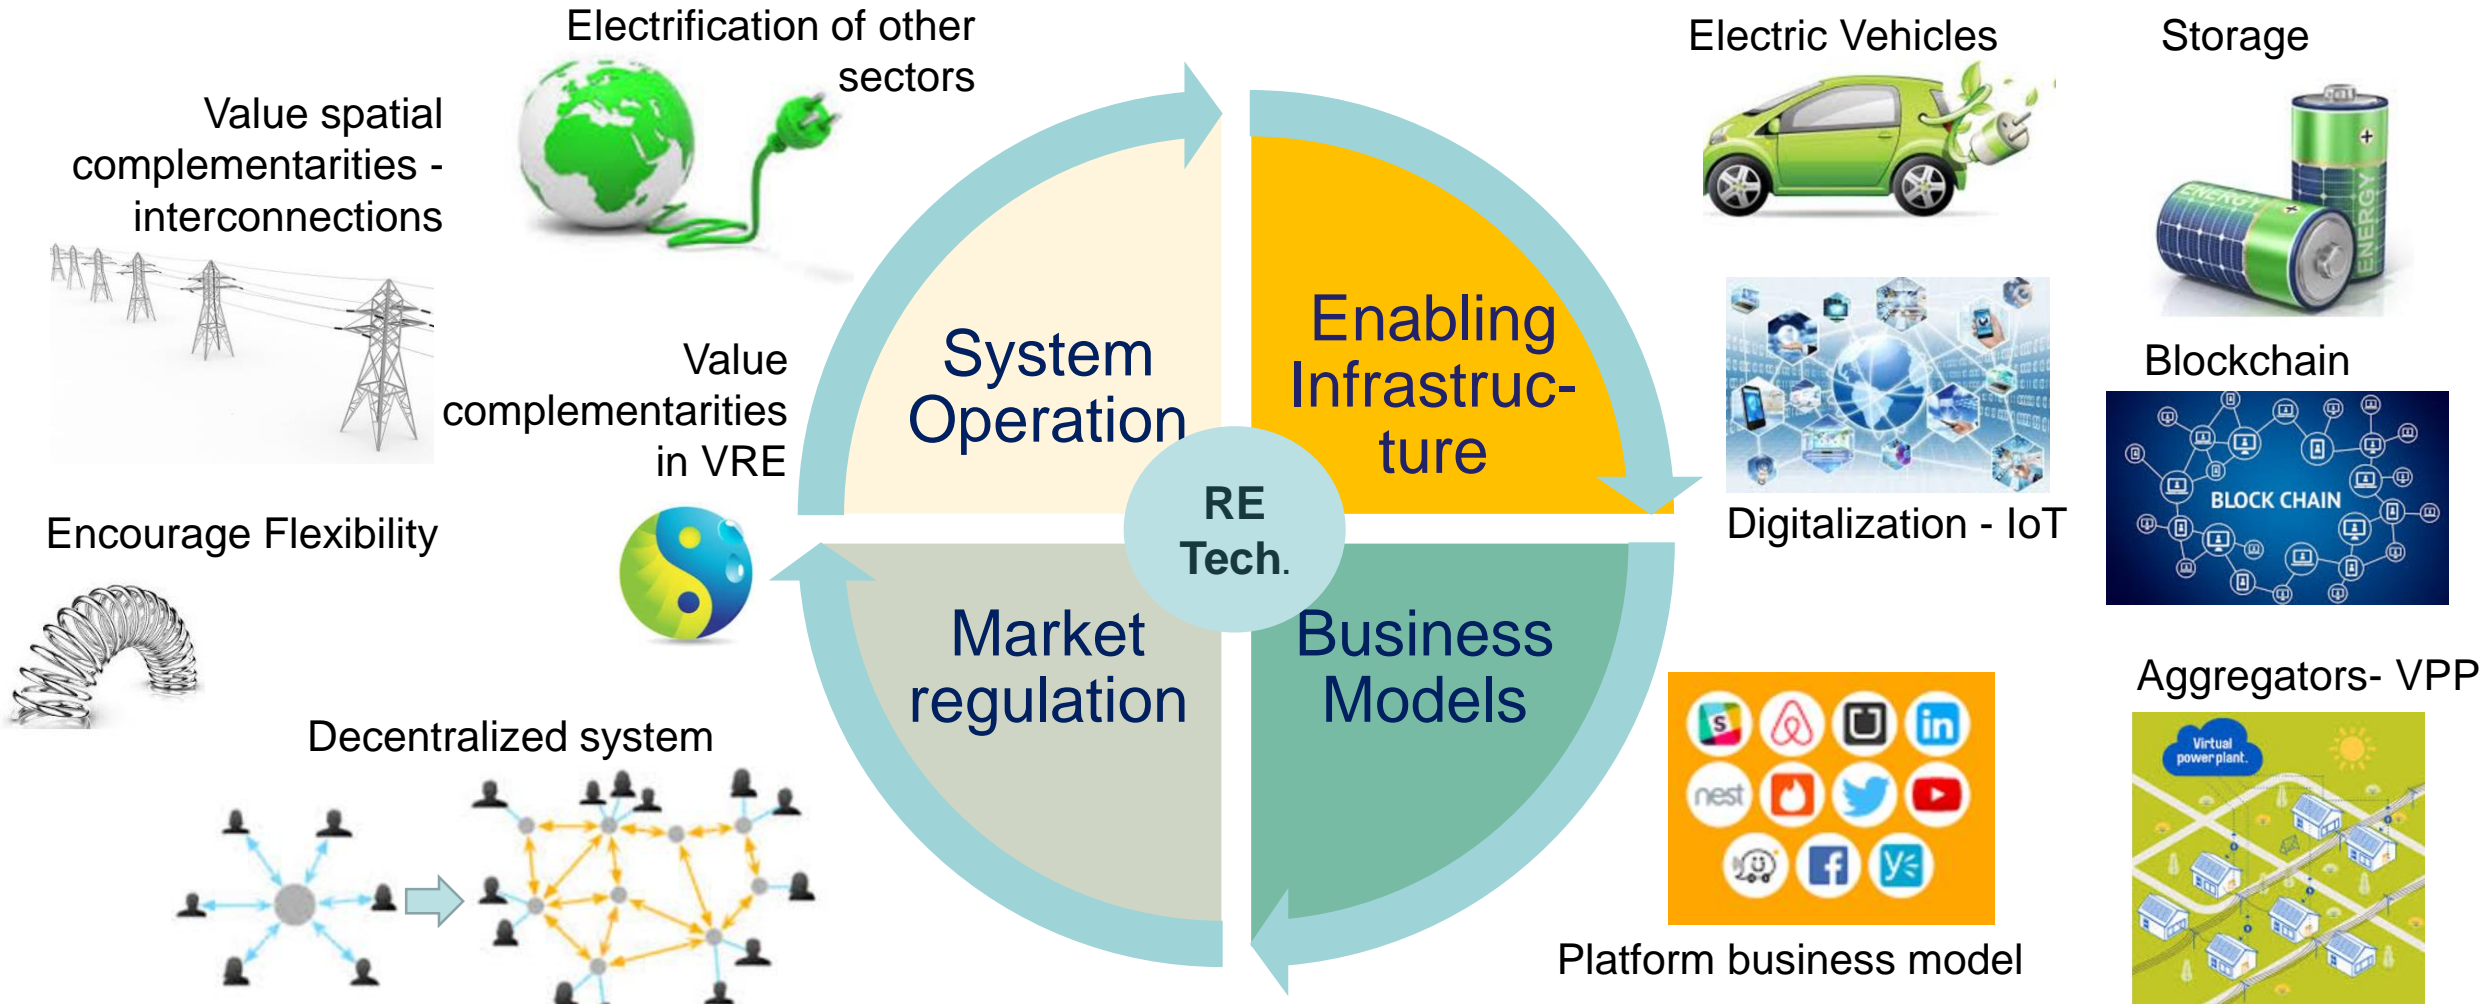 Electrification of other
sectors
Value spatial
complementarities -
interconnections
Value
complementarities
in VRE
Encourage Flexibility
Decentralized system
System
Operation
Enabling
Infrastruc-
ture
RE
Tech.
Market
regulation
Business
Models
Electric Vehicles
Storage
ENERGY
ENERGY
Digitalization - IoT
Blockchain
BLOCK CHAIN
Platform business model
S
in
nest
f
y
Aggregators- VPP
Virtual
power plant.